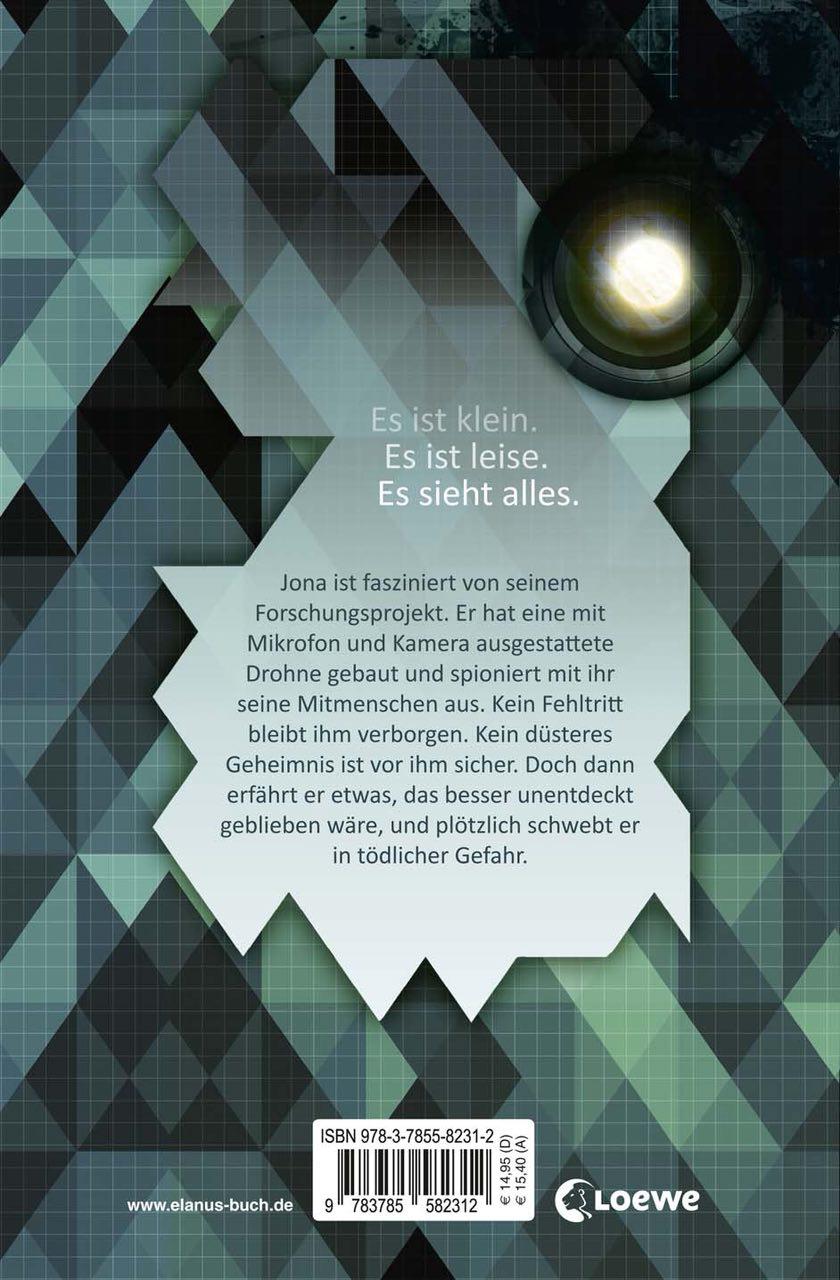 Es ist klein.
Es ist leise.
Es sieht alles.
Jona ist fasziniert von seinem
Forschungsprojekt. Er hat eine mit
Mikrofon und Kamera ausgestattete
Drohne gebaut und spioniert mit ihr
seine Mitmenschen aus. Kein Fehltritt
bleibt ihm verborgen. Kein düsteres
Geheimnis ist vor ihm sicher. Doch dann
erfährt er etwas, das besser unentdeckt
geblieben wäre, und plötzlich schwebt er
in tödlicher Gefahr.
ISBN 978-3-7855-8231-2
9 783785 582312
€ 14,95 (D)
€ 15,40 (A)
www.elanus-buch.de
Loewe